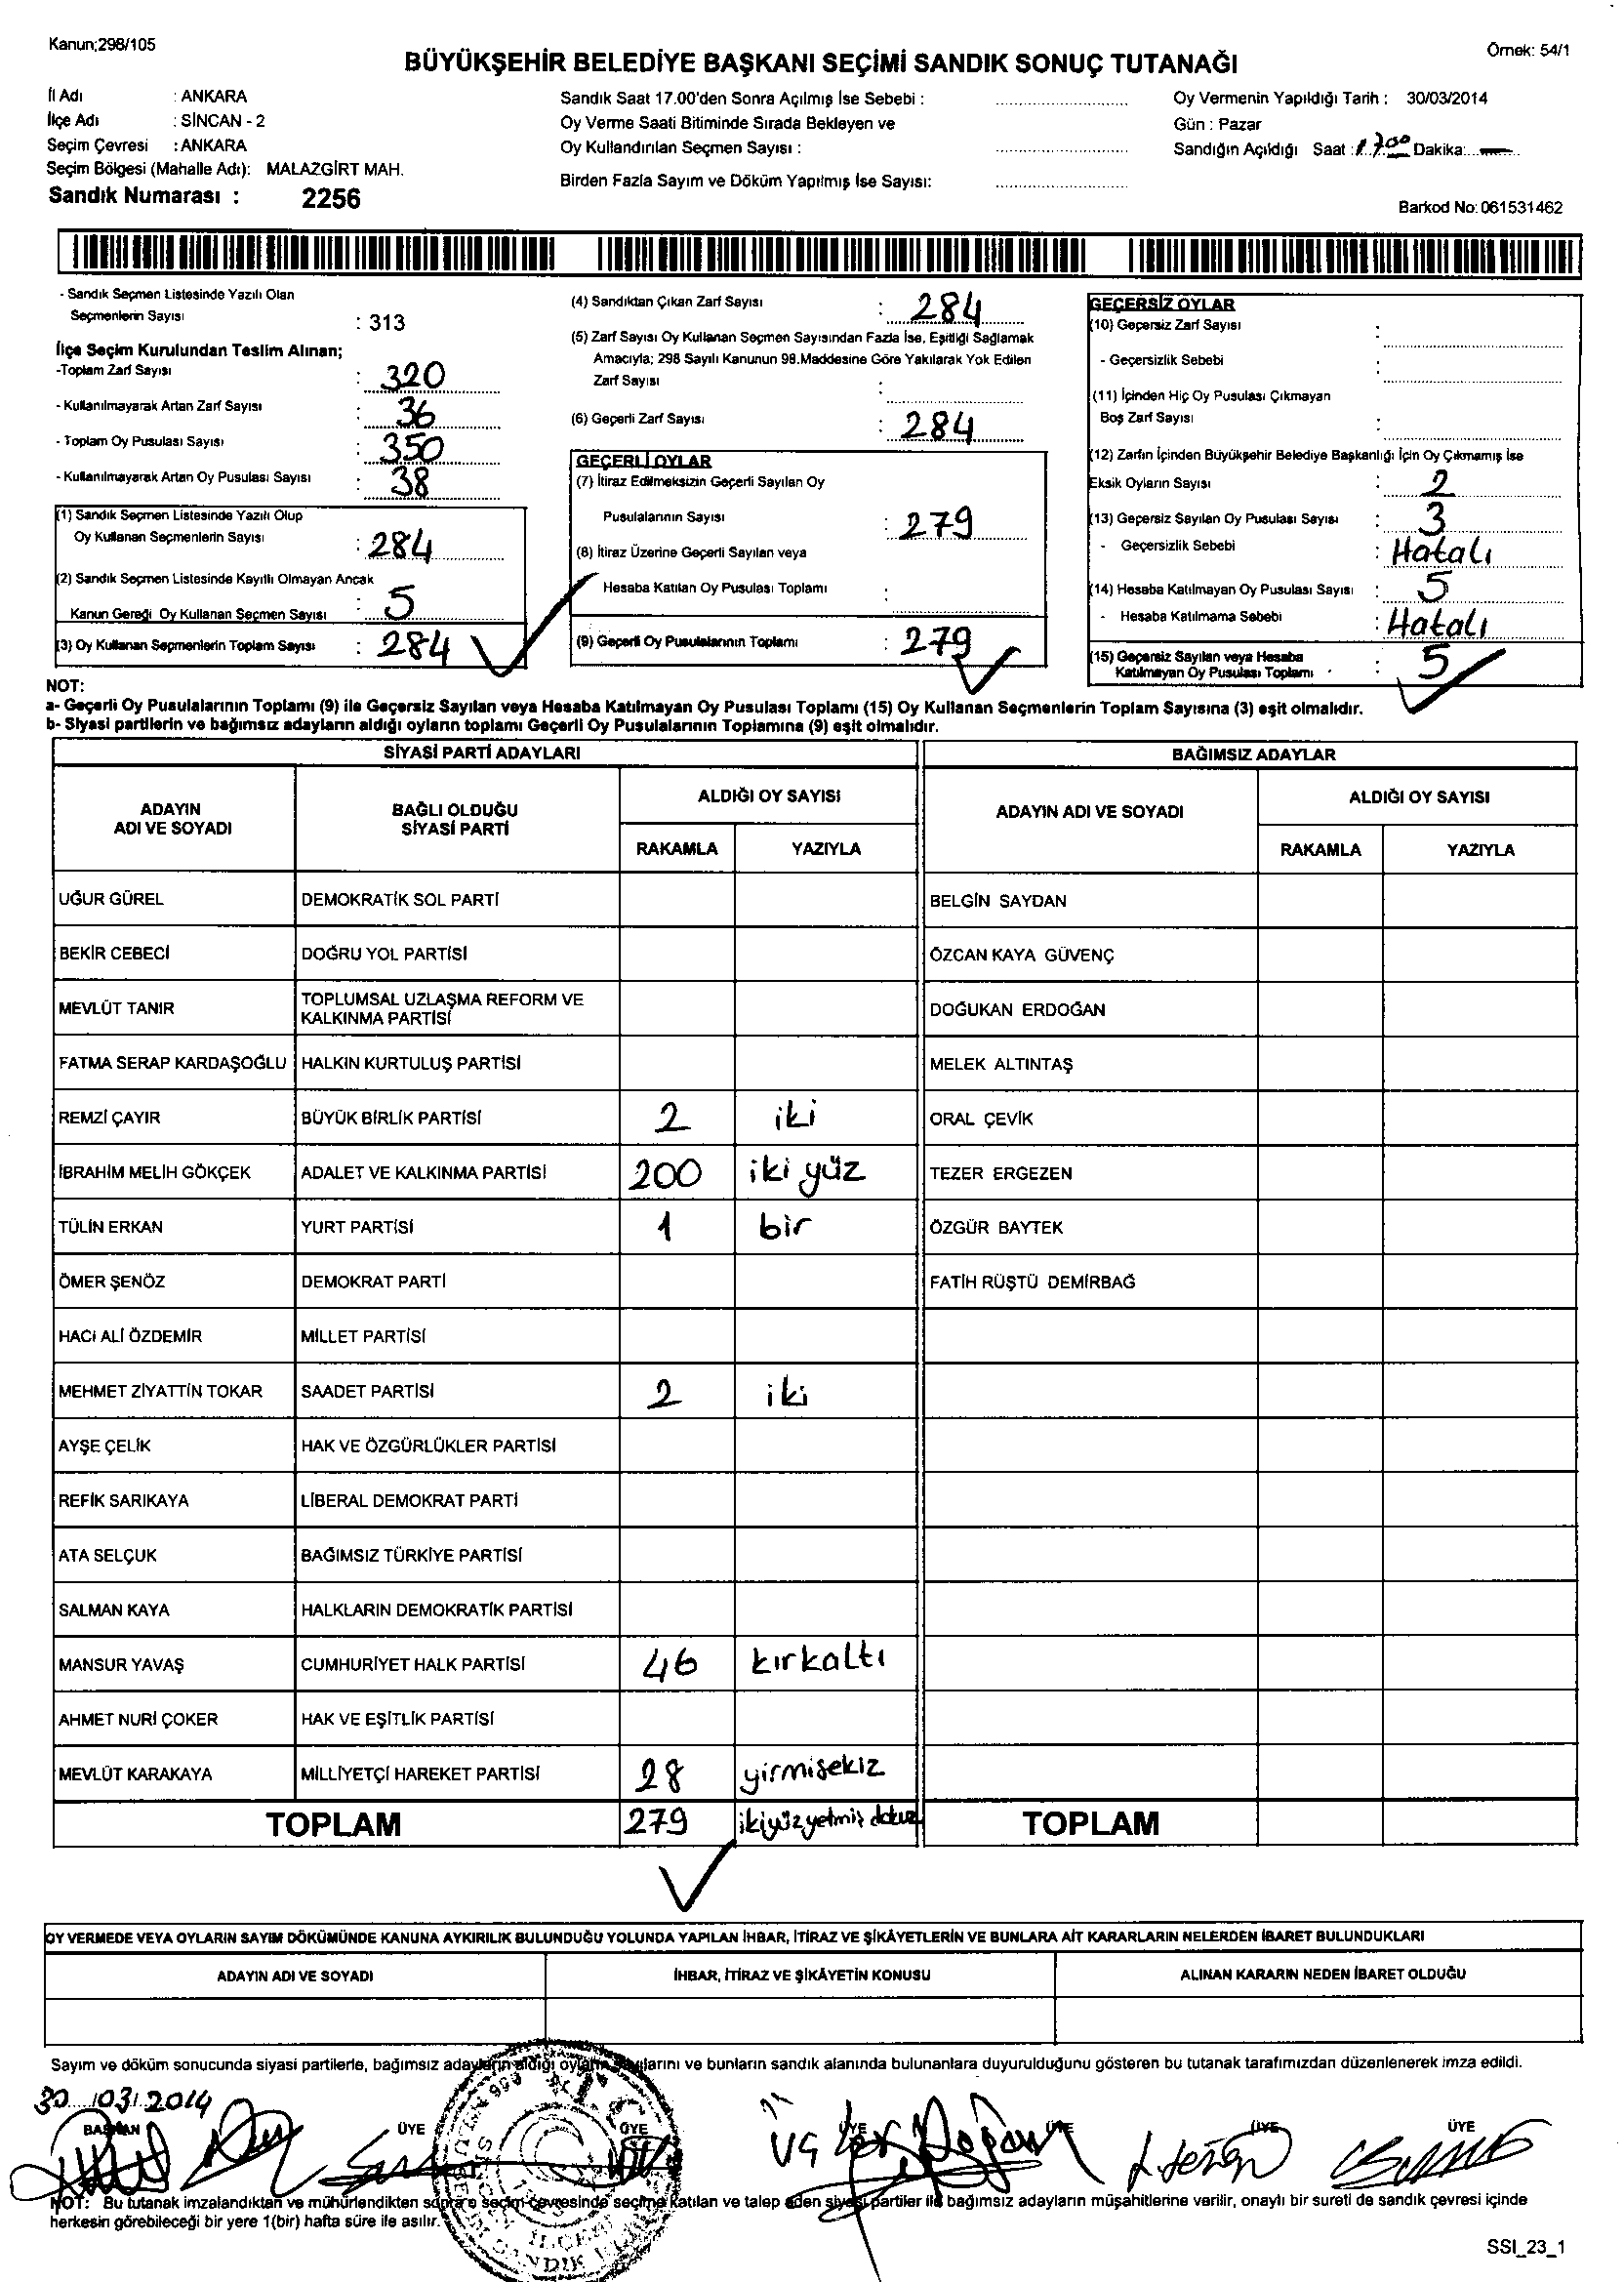 Kanun;298/105
Örnek: 54/1
BÜYÜKŞEHİR BELEDİYE BAŞKANI SEÇİMİ SANDIK SONUÇ TUTANAĞI
İl Adı : ANKARA
İlçe Adı : SİNCAN - 2
Seçim Çevresi : ANKARA
Seçim Bölgesi (Mahalle Adı): MALAZGİRT MAH.
Sandık Numarası : 2256
Sandık Saat 17.00'den Sonra Açılmış İse Sebebi :
Oy Verme Saati Bitiminde Sırada Bekleyen ve
Oy Kullandırılan Seçmen Sayısı :
Birden Fazla Sayım ve Döküm Yapılmış İse Sayısı:
Oy Vermenin Yapıldığı Tarih : 30/03/2014
Gün : Pazar
Sandığın Açıldığı Saat : 17.00 Dakika: —
Barkod No: 061531462
- Sandık Seçmen Listesinde Yazılı Olan
Seçmenlerin Sayısı : 313
İlçe Seçim Kurulundan Teslim Alınan;
-Toplam Zarf Sayısı : 320
- Kullanılmayarak Artan Zarf Sayısı : 36
- Toplam Oy Pusulası Sayısı : 350
- Kullanılmayarak Artan Oy Pusulası Sayısı : 38
(1) Sandık Seçmen Listesinde Yazılı Olup
Oy Kullanan Seçmenlerin Sayısı : 284
(2) Sandık Seçmen Listesinde Kayıtlı Olmayan Ancak
Kanun Gereği Oy Kullanan Seçmen Sayısı : 5
(3) Oy Kullanan Seçmenlerin Toplam Sayısı : 284
(4) Sandıktan Çıkan Zarf Sayısı : 284
(5) Zarf Sayısı Oy Kullanan Seçmen Sayısından Fazla İse, Eşitliği Sağlamak
Amacıyla; 298 Sayılı Kanunun 98.Maddesine Göre Yakılarak Yok Edilen
Zarf Sayısı :
(6) Geçerli Zarf Sayısı : 284
GEÇERLİ OYLAR
(7) İtiraz Edilmeksizin Geçerli Sayılan Oy
Pusulalarının Sayısı : 279
(8) İtiraz Üzerine Geçerli Sayılan veya
Hesaba Katılan Oy Pusulası Toplamı :
(9) Geçerli Oy Pusulalarının Toplamı : 279
GEÇERSİZ OYLAR
(10) Geçersiz Zarf Sayısı :
- Geçersizlik Sebebi :
(11) İçinden Hiç Oy Pusulası Çıkmayan
Boş Zarf Sayısı :
(12) Zarfın İçinden Büyükşehir Belediye Başkanlığı İçin Oy Çıkmamış İse
Eksik Oyların Sayısı : 2
(13) Geçersiz Sayılan Oy Pusulası Sayısı : 3
- Geçersizlik Sebebi : Hatalı
(14) Hesaba Katılmayan Oy Pusulası Sayısı : 5
- Hesaba Katılmama Sebebi : Hatalı
(15) Geçersiz Sayılan veya Hesaba
Katılmayan Oy Pusulası Toplamı : 5
NOT:
a- Geçerli Oy Pusulalarının Toplamı (9) ile Geçersiz Sayılan veya Hesaba Katılmayan Oy Pusulası Toplamı (15) Oy Kullanan Seçmenlerin Toplam Sayısına (3) eşit olmalıdır.
b- Siyasi partilerin ve bağımsız adayların aldığı oyların toplamı Geçerli Oy Pusulalarının Toplamına (9) eşit olmalıdır.
SİYASİ PARTİ ADAYLARI BAĞIMSIZ ADAYLAR
ADAYIN ADI VE SOYADI BAĞLI OLDUĞU SİYASİ PARTİ ALDIĞI OY SAYISI ADAYIN ADI VE SOYADI ALDIĞI OY SAYISI
RAKAMLA YAZIYLA RAKAMLA YAZIYLA
UĞUR GÜREL DEMOKRATİK SOL PARTİ BELGİN SAYDAN
BEKİR CEBECİ DOĞRU YOL PARTİSİ ÖZCAN KAYA GÜVENÇ
MEVLÜT TANIR TOPLUMSAL UZLAŞMA REFORM VE KALKINMA PARTİSİ DOĞUKAN ERDOĞAN
FATMA SERAP KARDAŞOĞLU HALKIN KURTULUŞ PARTİSİ MELEK ALTINTAŞ
REMZİ ÇAYIR BÜYÜK BİRLİK PARTİSİ 2 iki ORAL ÇEVİK
İBRAHİM MELİH GÖKÇEK ADALET VE KALKINMA PARTİSİ 200 iki yüz TEZER ERGEZEN
TÜLİN ERKAN YURT PARTİSİ 1 bir ÖZGÜR BAYTEK
ÖMER ŞENÖZ DEMOKRAT PARTİ FATİH RÜŞTÜ DEMİRBAĞ
HACI ALİ ÖZDEMİR MİLLET PARTİSİ
MEHMET ZİYATTİN TOKAR SAADET PARTİSİ 2 iki
AYŞE ÇELİK HAK VE ÖZGÜRLÜKLER PARTİSİ
REFİK SARIKAYA LİBERAL DEMOKRAT PARTİ
ATA SELÇUK BAĞIMSIZ TÜRKİYE PARTİSİ
SALMAN KAYA HALKLARIN DEMOKRATİK PARTİSİ
MANSUR YAVAŞ CUMHURİYET HALK PARTİSİ 46 kırkaltı
AHMET NURİ ÇOKER HAK VE EŞİTLİK PARTİSİ
MEVLÜT KARAKAYA MİLLİYETÇİ HAREKET PARTİSİ 28 yirmisekiz
TOPLAM 279 ikiyüzyetmiş dokuz TOPLAM
OY VERMEDE VEYA OYLARIN SAYIM DÖKÜMÜNDE KANUNA AYKIRILIK BULUNDUĞU YOLUNDA YAPILAN İHBAR, İTİRAZ VE ŞİKÂYETLERİN VE BUNLARA AİT KARARLARIN NELERDEN İBARET BULUNDUKLARI
ADAYIN ADI VE SOYADI İHBAR, İTİRAZ VE ŞİKÂYETİN KONUSU ALINAN KARARIN NEDEN İBARET OLDUĞU
Sayım ve döküm sonucunda siyasi partilerle, bağımsız adayların aldığı oyların sayılarını ve bunların sandık alanında bulunanlara duyurulduğunu gösteren bu tutanak tarafımızdan düzenlenerek imza edildi.
30/03/2014
BAŞKAN ÜYE ÜYE ÜYE ÜYE ÜYE ÜYE
NOT: Bu tutanak imzalandıktan ve mühürlendikten sonra o seçim çevresinde seçime katılan ve talep eden siyasi partiler ile bağımsız adayların müşahitlerine verilir, onaylı bir sureti de sandık çevresi içinde
herkesin görebileceği bir yere 1(bir) hafta süre ile asılır.
SSI_23_1